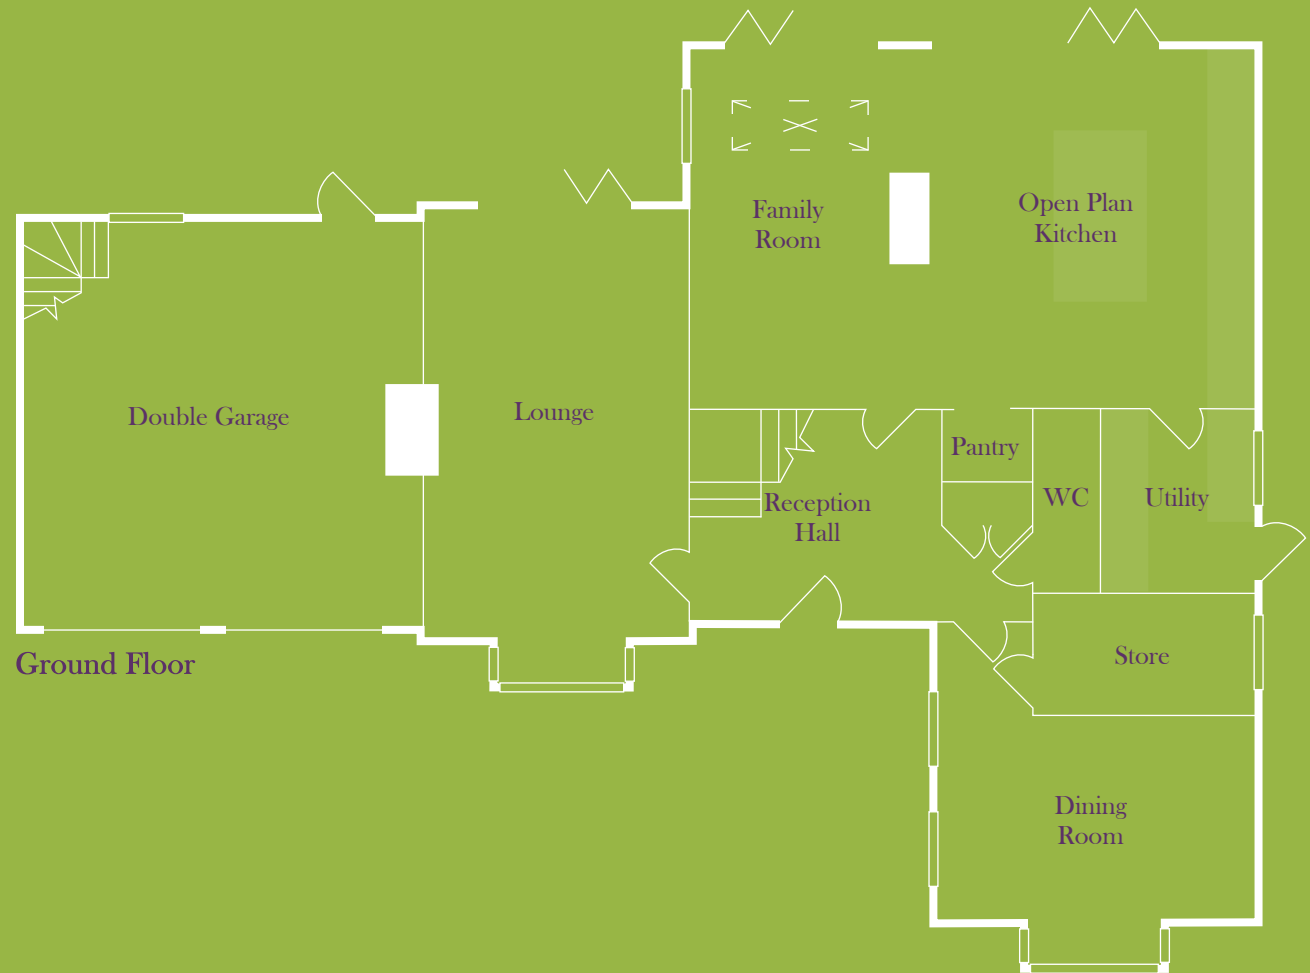 Family
Room
Open Plan
Kitchen
Double Garage
Lounge
Pantry
Reception
Hall
WC
Utility
Ground Floor
Store
Dining
Room